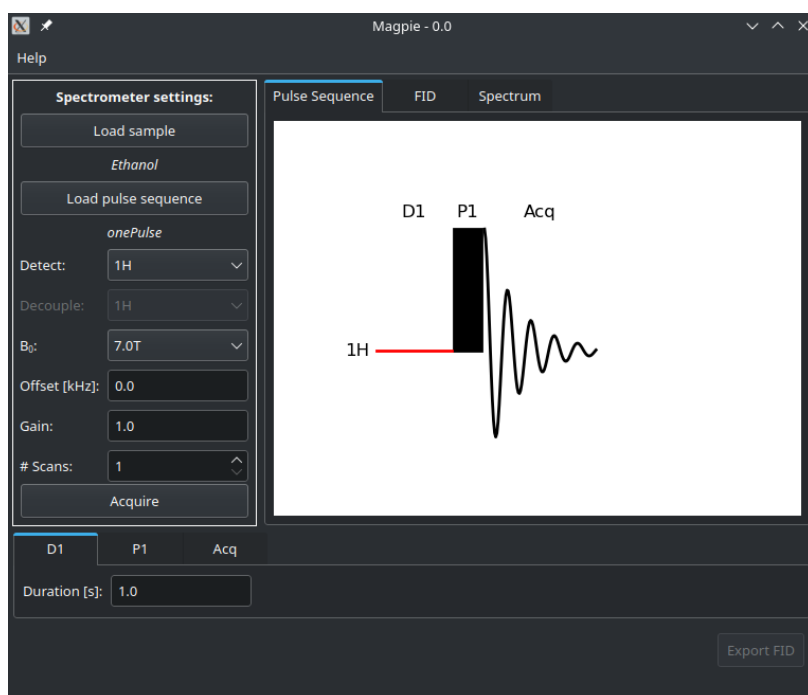 Magpie - 0.0
Help
Spectrometer settings:
Load sample
Ethanol
Load pulse sequence
onePulse
Detect: 1H
Decouple: 1H
B₀: 7.0T
Offset [kHz]: 0.0
Gain: 1.0
# Scans: 1
Acquire
Pulse Sequence FID Spectrum
D1 P1 Acq
1H
D1 P1 Acq
Duration [s]: 1.0
Export FID